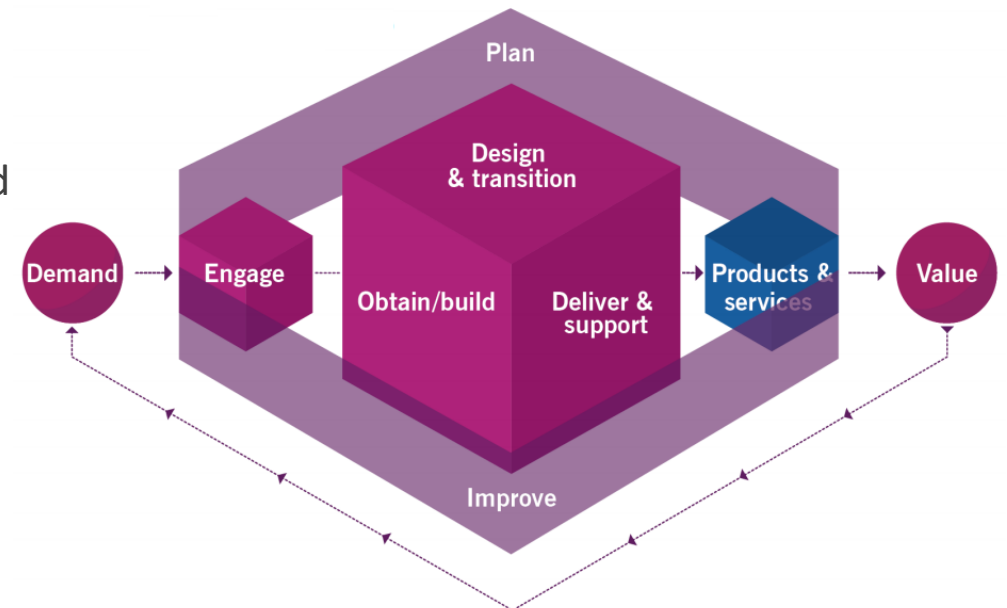 Plan
Design
& transition
d
Demand
Engage
Obtain/build
Deliver &
support
Products &
services
Value
Improve